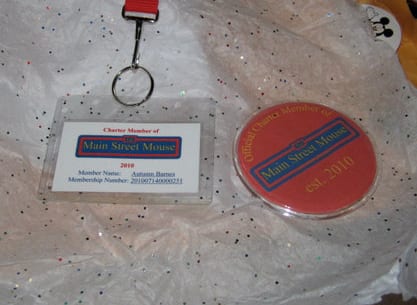 Charter Member of
Main Street Mouse
2010
Member Name: Autumn Barnes
Membership Number: 201007140000251
Official Charter Member of
Main Street Mouse
est. 2010